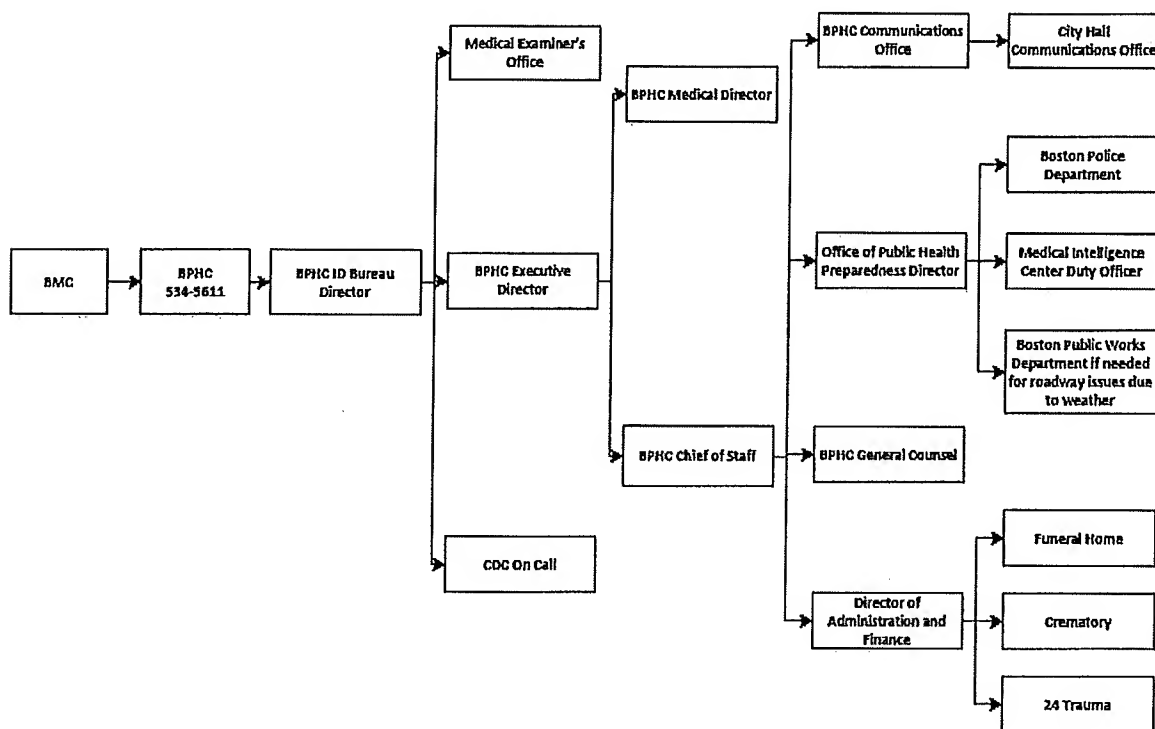 Medical Examiner's
Office
BPHC Communications
Office
City Hall
Communications Office
BPHC Medical Director
Boston Police
Department
BMC
BPHC
534-5611
BPHC ID Bureau
Director
BPHC Executive
Director
Office of Public Health
Preparedness Director
Medical Intelligence
Center Duty Officer
Boston Public Works
Department if needed
for roadway issues due
to weather
BPHC Chief of Staff
BPHC General Counsel
CDC On Call
Funeral Home
Director of
Administration and
Finance
Crematory
24 Trauma